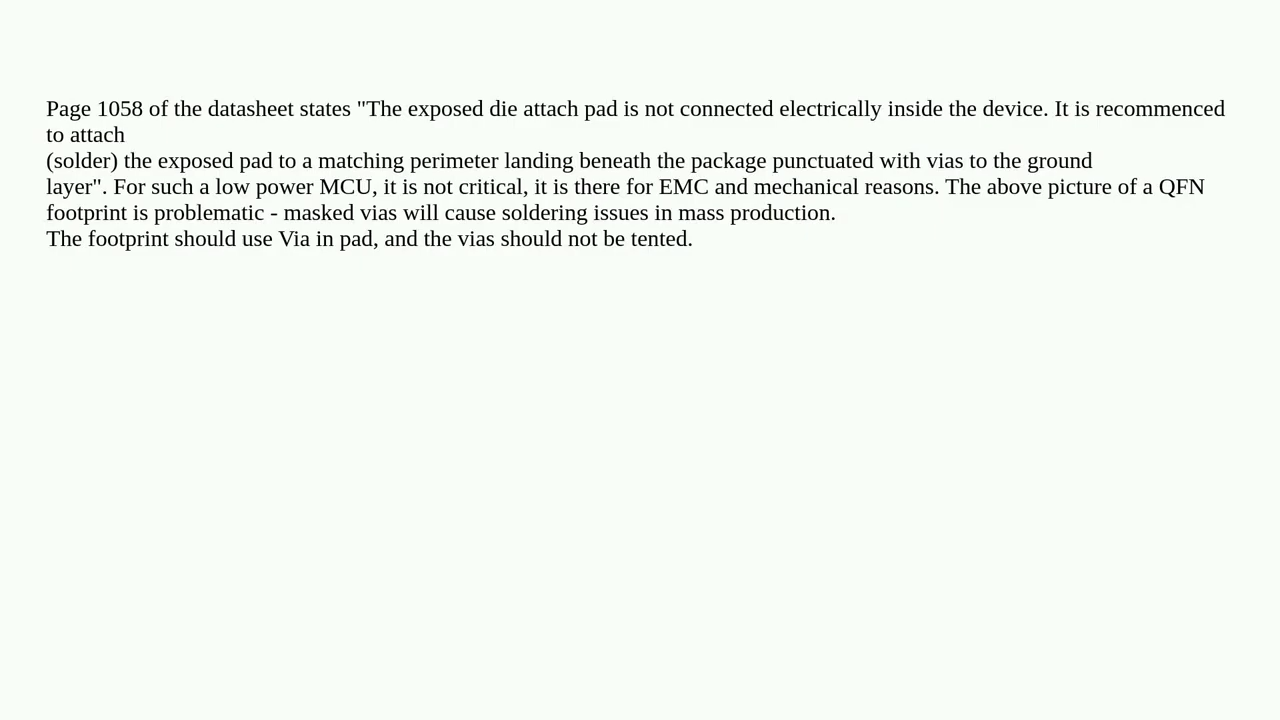 Page 1058 of the datasheet states "The exposed die attach pad is not connected electrically inside the device. It is recommenced
to attach
(solder) the exposed pad to a matching perimeter landing beneath the package punctuated with vias to the ground
layer". For such a low power MCU, it is not critical, it is there for EMC and mechanical reasons. The above picture of a QFN
footprint is problematic - masked vias will cause soldering issues in mass production.
The footprint should use Via in pad, and the vias should not be tented.